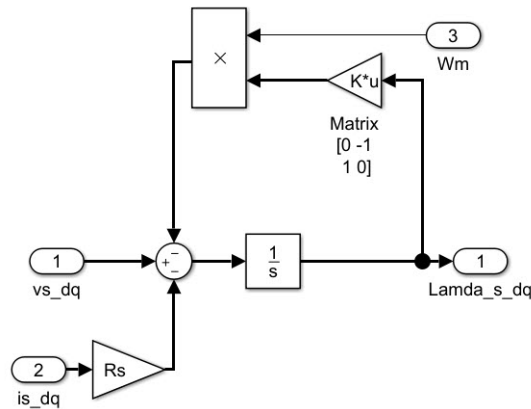 ×
3
Wm
K*u
Matrix
[0 -1
1 0]
1
vs_dq
+
−
−
1
s
1
Lamda_s_dq
2
is_dq
Rs